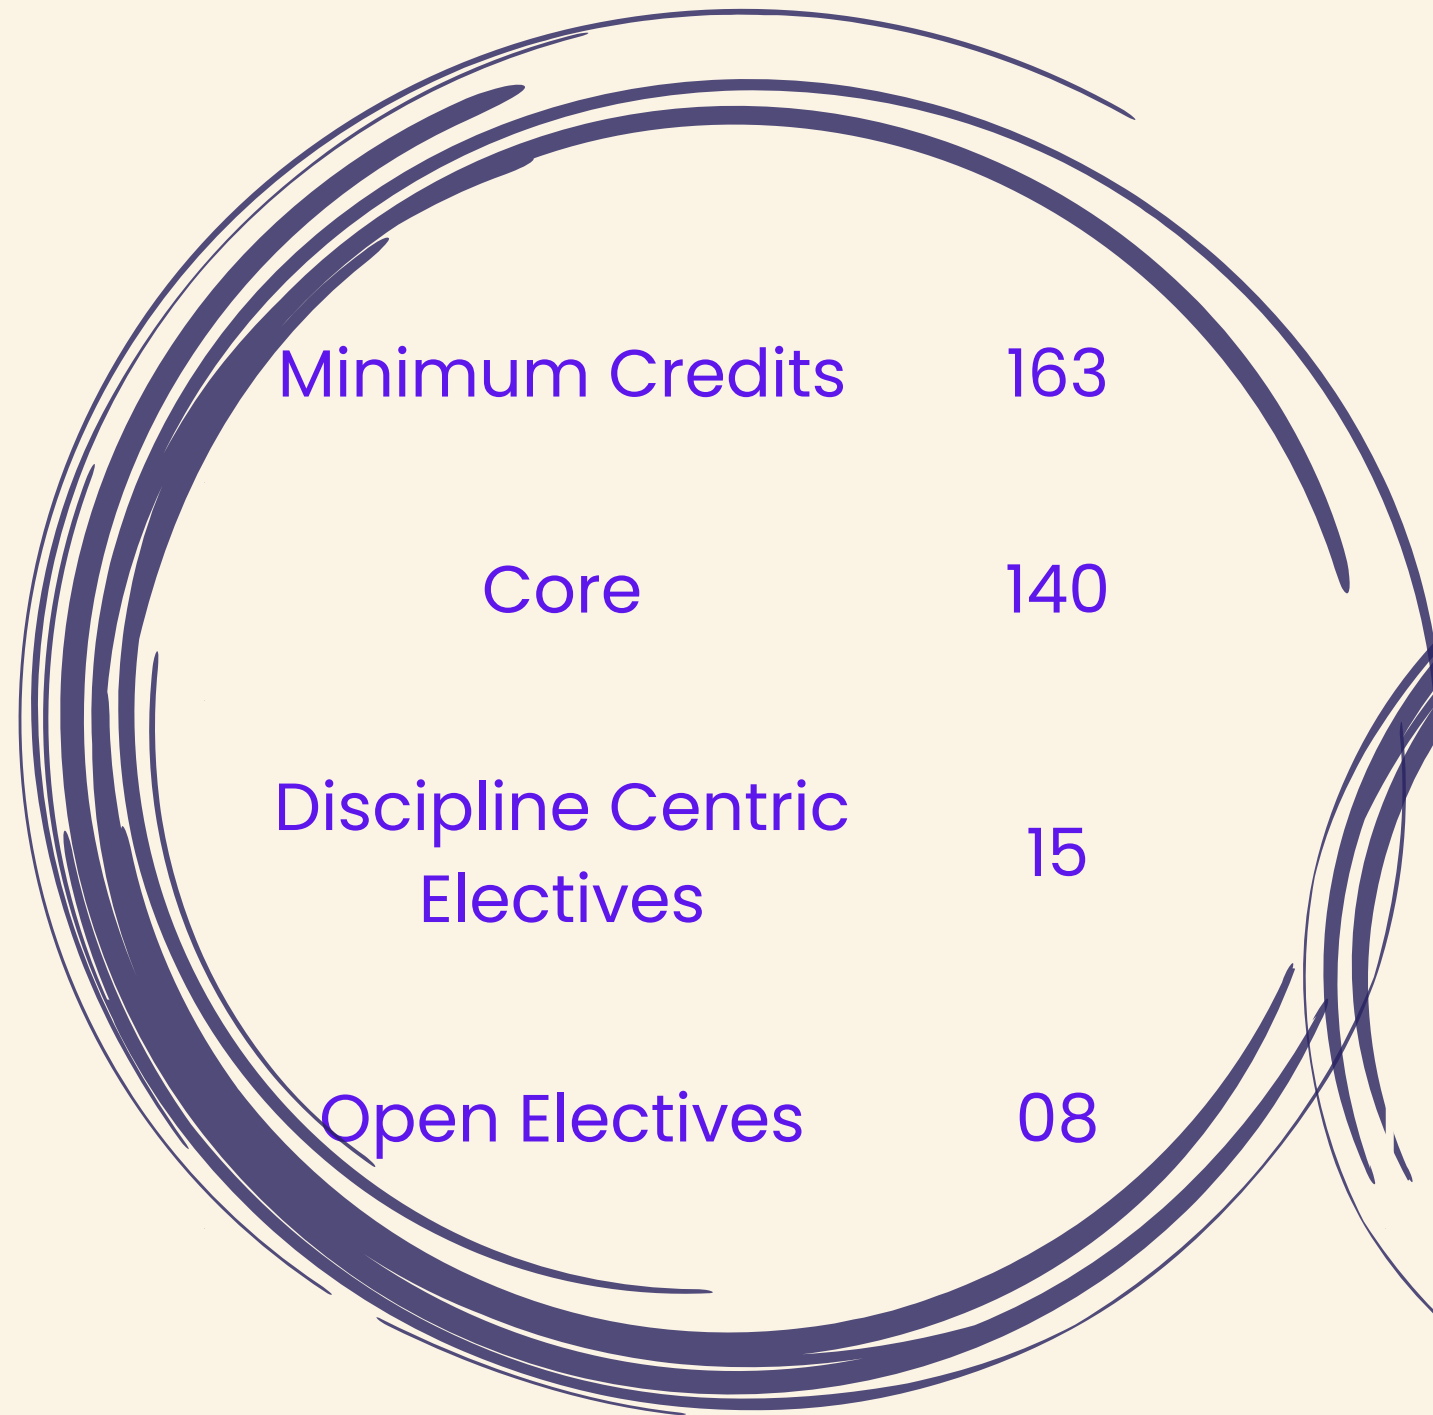 Minimum Credits 163
Core 140
Discipline Centric
Electives 15
Open Electives 08